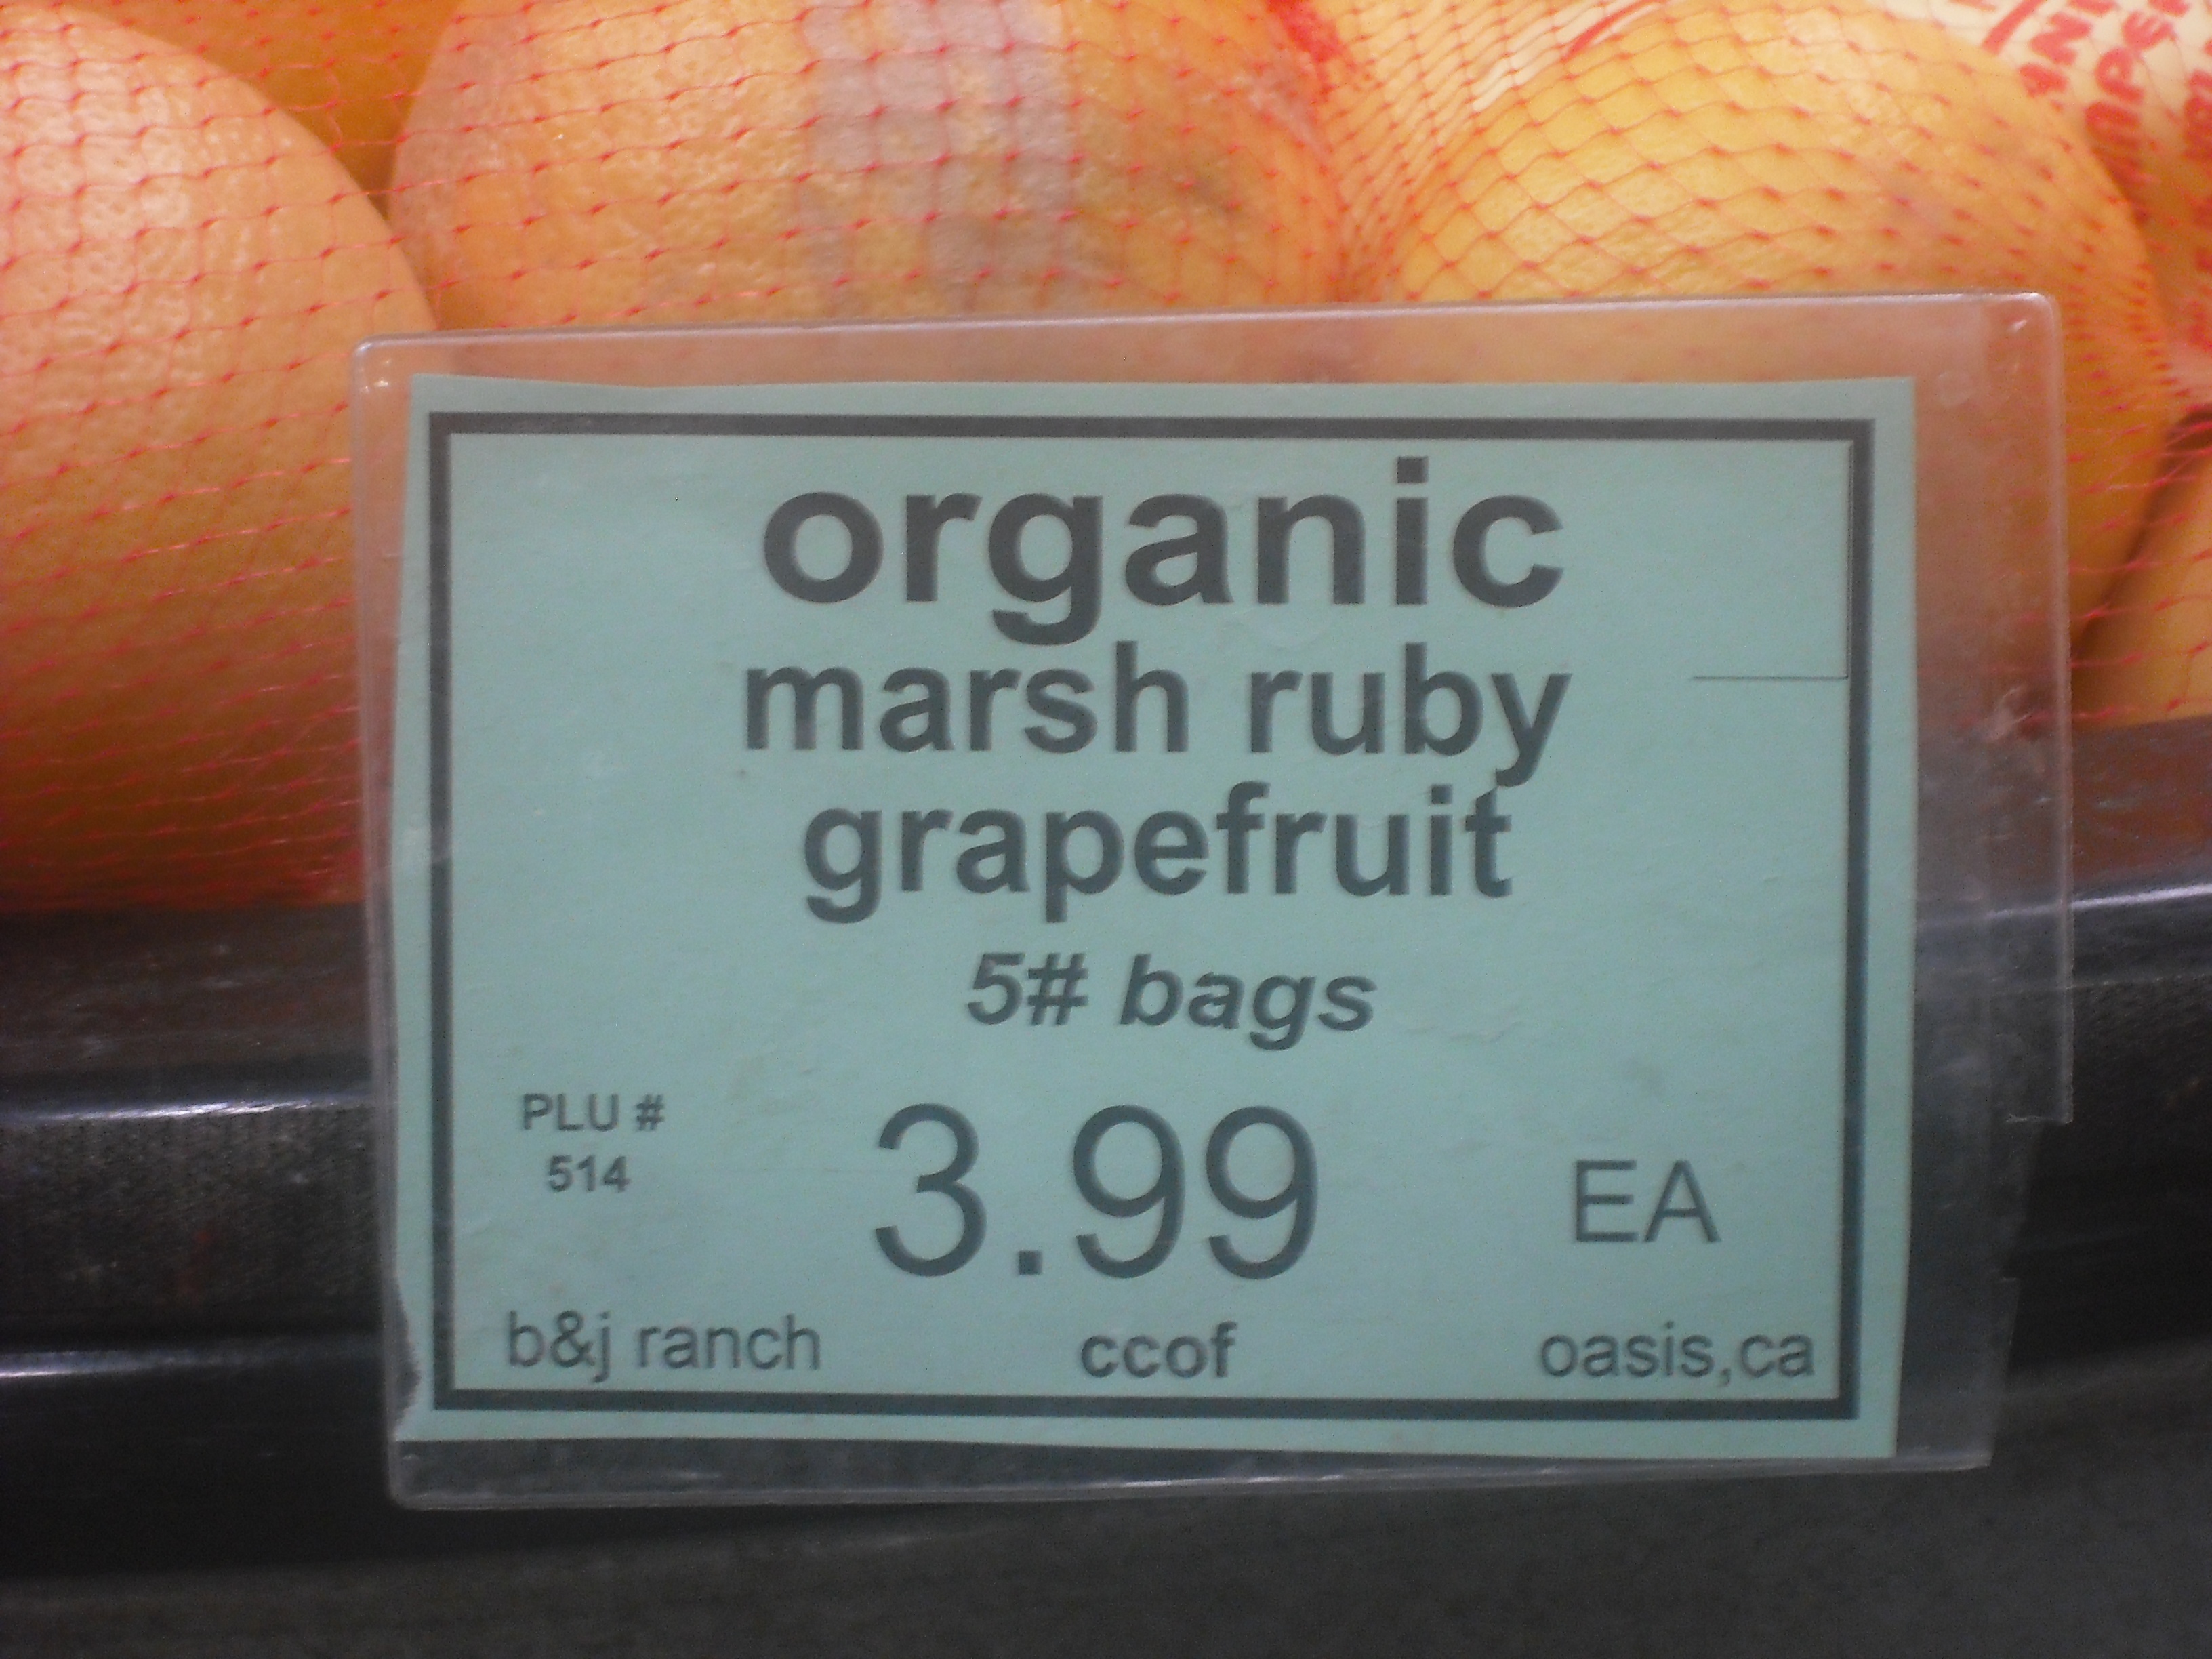 organic
marsh ruby
grapefruit
5# bags
PLU #
514
3.99
EA
b&j ranch
ccof
oasis,ca